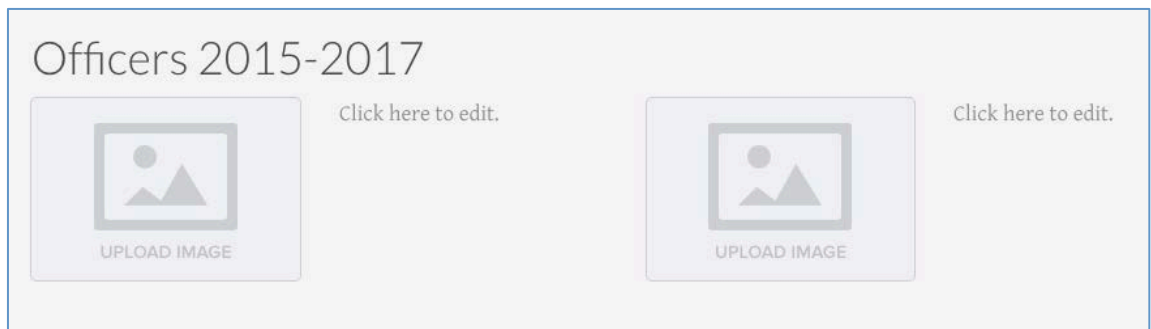 Officers 2015-2017
Click here to edit.
UPLOAD IMAGE
Click here to edit.
UPLOAD IMAGE